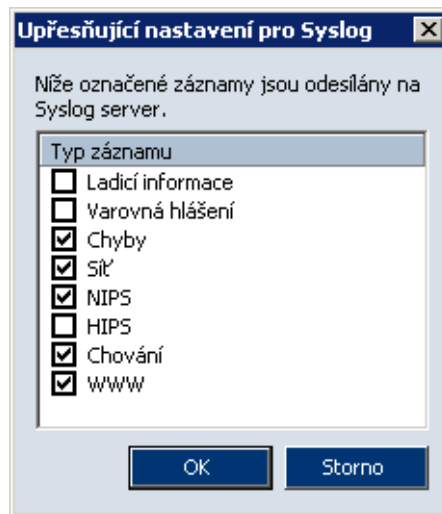 Upřesňující nastavení pro Syslog
Níže označené záznamy jsou odesílány na
Syslog server.
Typ záznamu
Ladicí informace
Varovná hlášení
Chyby
Síť
NIPS
HIPS
Chování
WWW
OK
Storno